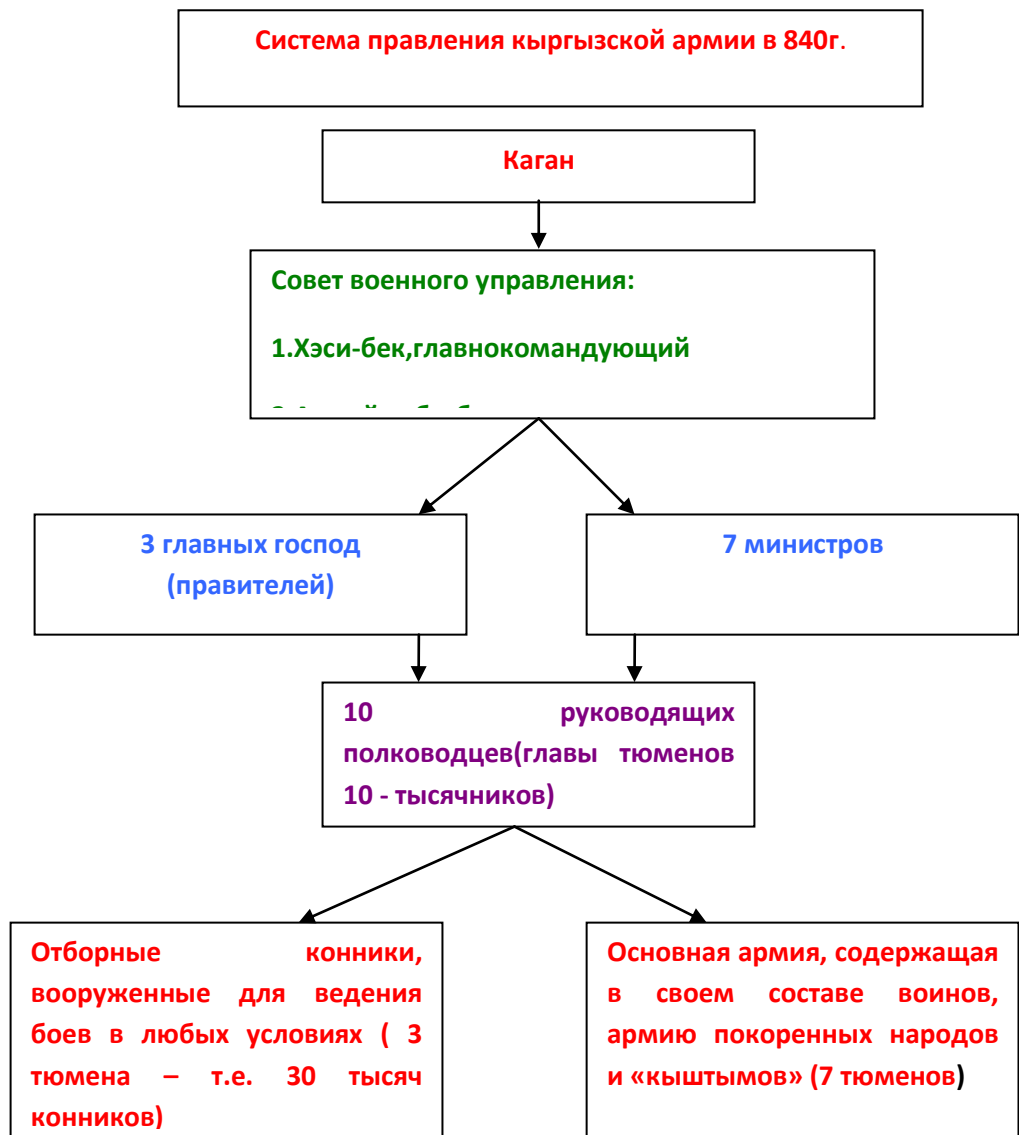 Система правления кыргызской армии в 840г.
Каган
Совет военного управления:
1.Хэси-бек,главнокомандующий
3 главных господ
(правителей)
7 министров
10 руководящих
полководцев(главы тюменов
10 - тысячников)
Отборные конники,
вооруженные для ведения
боев в любых условиях ( 3
тюмена – т.е. 30 тысяч
конников)
Основная армия, содержащая
в своем составе воинов,
армию покоренных народов
и «кыштымов» (7 тюменов)